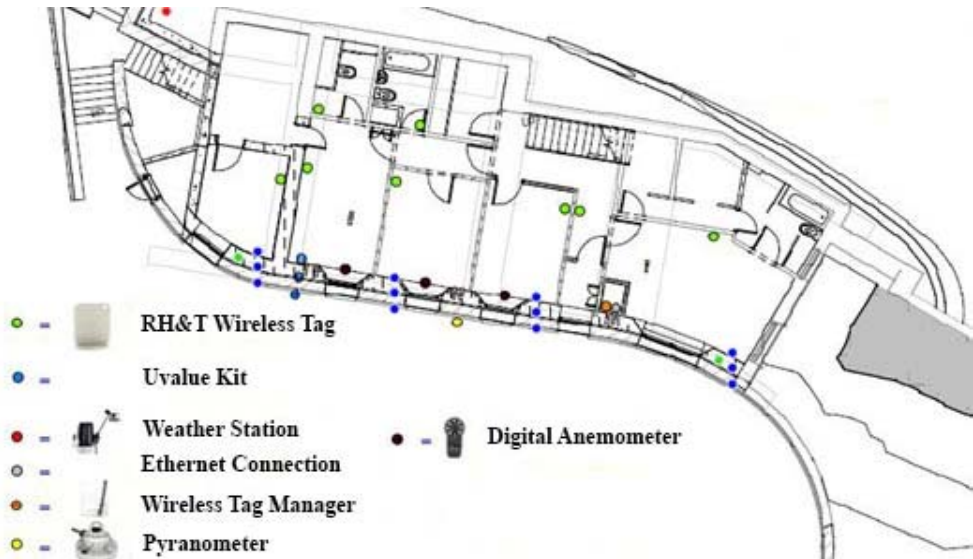 RH&T Wireless Tag
Uvalue Kit
Weather Station
Digital Anemometer
Ethernet Connection
Wireless Tag Manager
Pyranometer